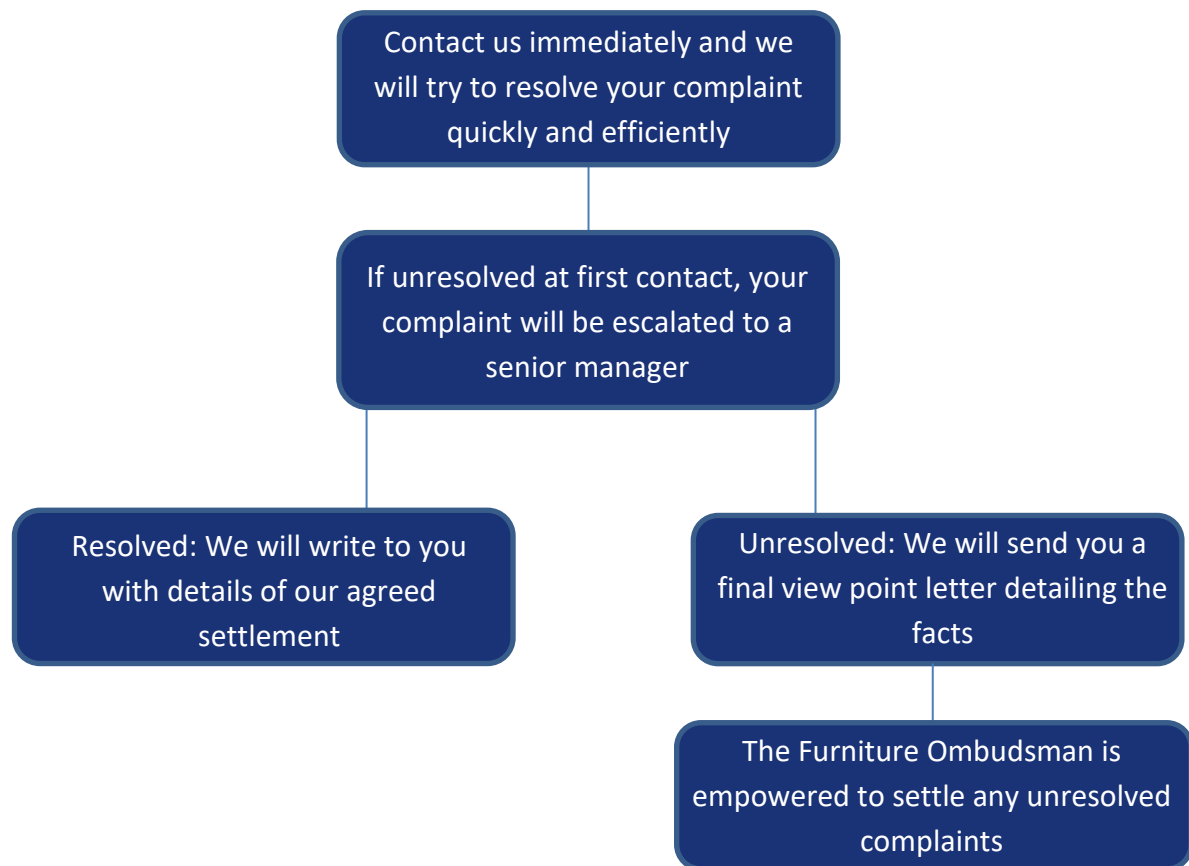 Contact us immediately and we
will try to resolve your complaint
quickly and efficiently
If unresolved at first contact, your
complaint will be escalated to a
senior manager
Resolved: We will write to you
with details of our agreed
settlement
Unresolved: We will send you a
final view point letter detailing the
facts
The Furniture Ombudsman is
empowered to settle any unresolved
complaints